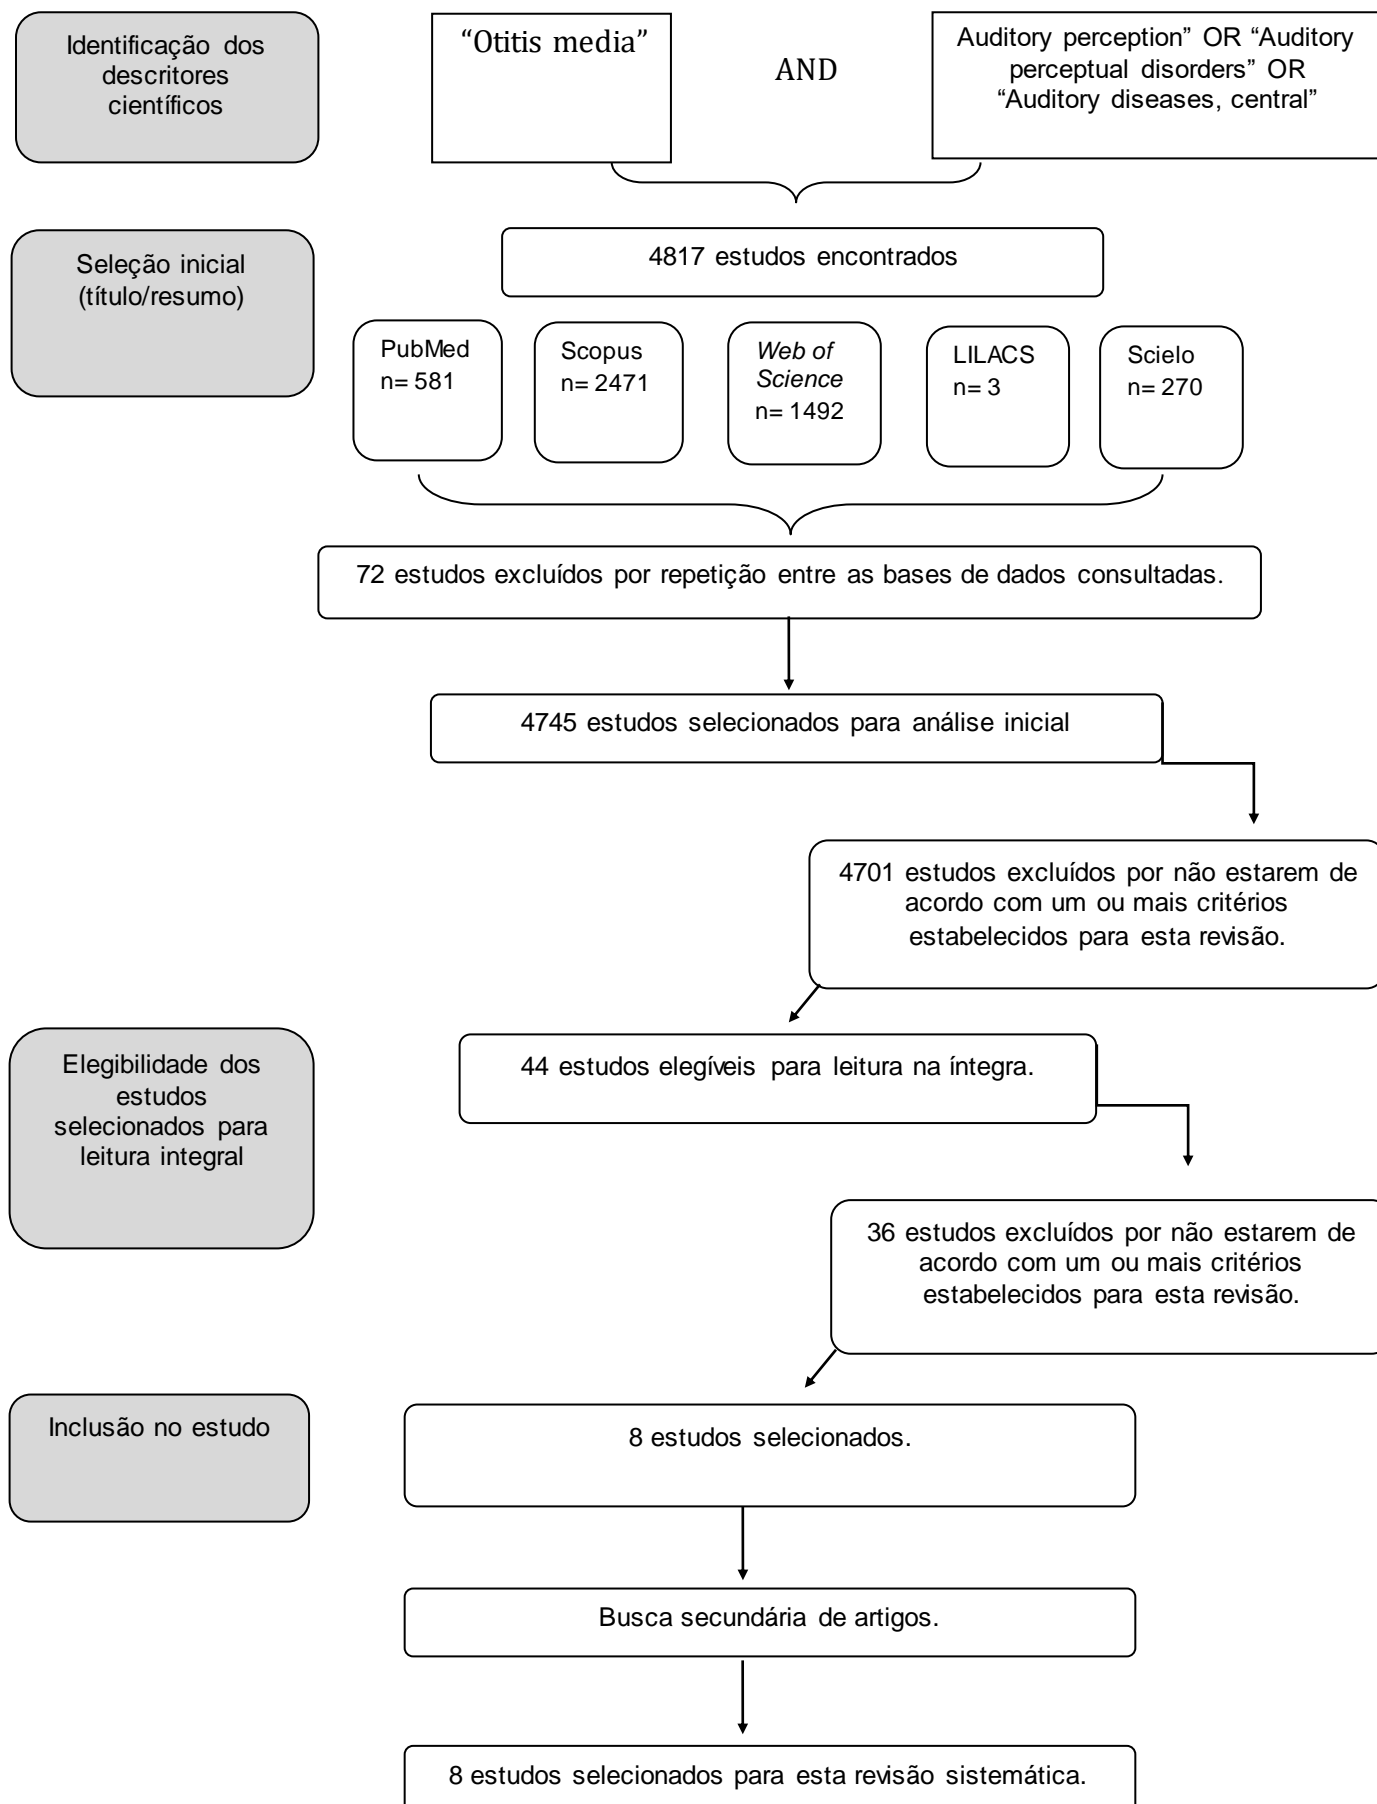 Identificação dos
descritores
científicos
“Otitis media”
AND
Auditory perception” OR “Auditory
perceptual disorders” OR
“Auditory diseases, central”
Seleção inicial
(título/resumo)
4817 estudos encontrados
PubMed
n= 581
Scopus
n= 2471
Web of
Science
n= 1492
LILACS
n= 3
Scielo
n= 270
72 estudos excluídos por repetição entre as bases de dados consultadas.
4745 estudos selecionados para análise inicial
4701 estudos excluídos por não estarem de
acordo com um ou mais critérios
estabelecidos para esta revisão.
Elegibilidade dos
estudos
selecionados para
leitura integral
44 estudos elegíveis para leitura na íntegra.
36 estudos excluídos por não estarem de
acordo com um ou mais critérios
estabelecidos para esta revisão.
Inclusão no estudo
8 estudos selecionados.
Busca secundária de artigos.
8 estudos selecionados para esta revisão sistemática.